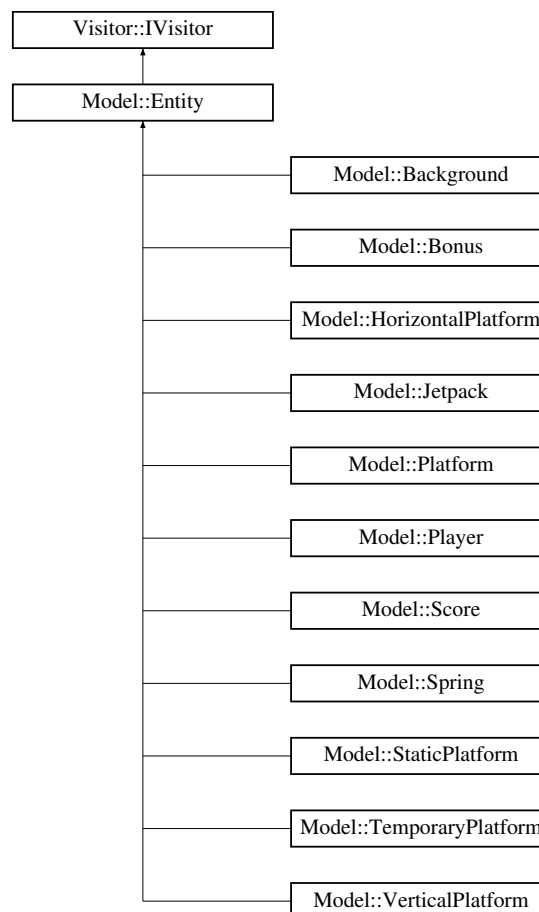 Visitor::IVisitor
Model::Entity
Model::Background
Model::Bonus
Model::HorizontalPlatform
Model::Jetpack
Model::Platform
Model::Player
Model::Score
Model::Spring
Model::StaticPlatform
Model::TemporaryPlatform
Model::VerticalPlatform